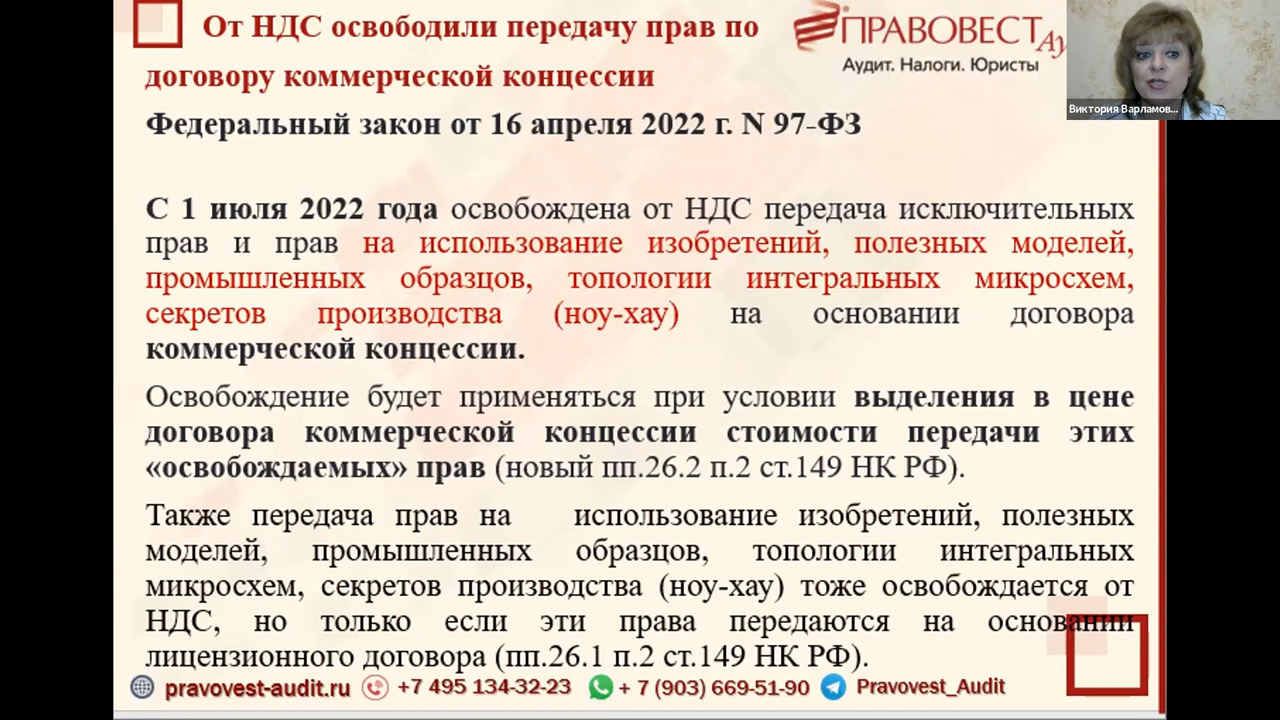 От НДС освободили передачу прав по
договору коммерческой концессии
ПРАВОВЕСТ
Аудит. Налоги. Юристы
Виктория Варламов...
Федеральный закон от 16 апреля 2022 г. N 97-ФЗ
С 1 июля 2022 года освобождена от НДС передача исключительных
прав и прав на использование изобретений, полезных моделей,
промышленных образцов, топологии интегральных микросхем,
секретов производства (ноу-хау) на основании договора
коммерческой концессии.
Освобождение будет применяться при условии выделения в цене
договора коммерческой концессии стоимости передачи этих
«освобождаемых» прав (новый пп.26.2 п.2 ст.149 НК РФ).
Также передача прав на использование изобретений, полезных
моделей, промышленных образцов, топологии интегральных
микросхем, секретов производства (ноу-хау) тоже освобождается от
НДС, но только если эти права передаются на основании
лицензионного договора (пп.26.1 п.2 ст.149 НК РФ).
pravovest-audit.ru +7 495 134-32-23 + 7 (903) 669-51-90 Pravovest_Audit